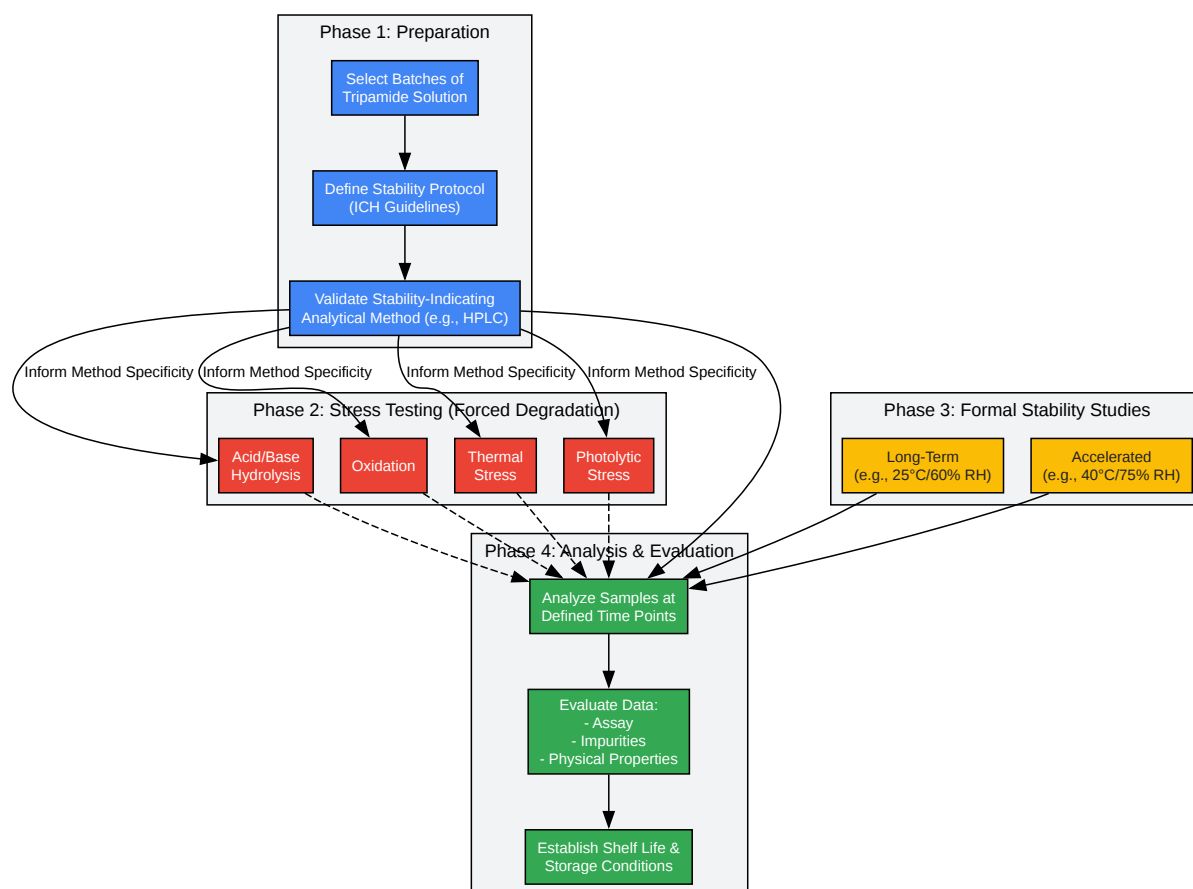 Phase 1: Preparation
Select Batches of
Tripamide Solution
Define Stability Protocol
(ICH Guidelines)
Validate Stability-Indicating
Analytical Method (e.g., HPLC)
Inform Method Specificity
Inform Method Specificity
Inform Method Specificity
Inform Method Specificity
Phase 2: Stress Testing (Forced Degradation)
Acid/Base
Hydrolysis
Oxidation
Thermal
Stress
Photolytic
Stress
Phase 3: Formal Stability Studies
Long-Term
(e.g., 25°C/60% RH)
Accelerated
(e.g., 40°C/75% RH)
Phase 4: Analysis & Evaluation
Analyze Samples at
Defined Time Points
Evaluate Data:
- Assay
- Impurities
- Physical Properties
Establish Shelf Life &
Storage Conditions